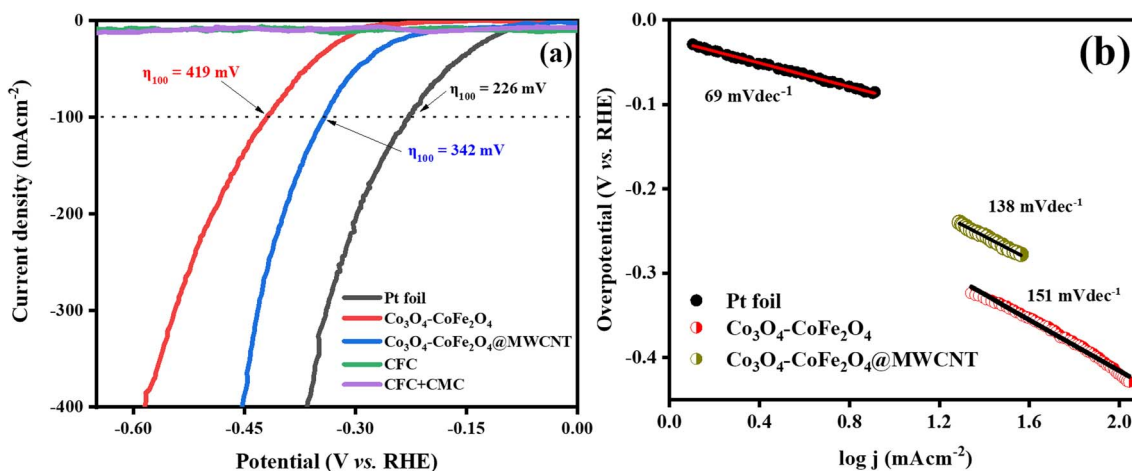 (a)
η₁₀₀ = 419 mV
η₁₀₀ = 226 mV
η₁₀₀ = 342 mV
Pt foil
Co₃O₄-CoFe₂O₄
Co₃O₄-CoFe₂O₄@MWCNT
CFC
CFC+CMC
Current density (mAcm⁻²)
0
-100
-200
-300
-400
-0.60
-0.45
-0.30
-0.15
0.00
Potential (V vs. RHE)
(b)
69 mVdec⁻¹
138 mVdec⁻¹
151 mVdec⁻¹
Pt foil
Co₃O₄-CoFe₂O₄
Co₃O₄-CoFe₂O₄@MWCNT
Overpotential (V vs. RHE)
0.0
-0.1
-0.2
-0.3
-0.4
0.0
0.4
0.8
1.2
1.6
2.0
log j (mAcm⁻²)